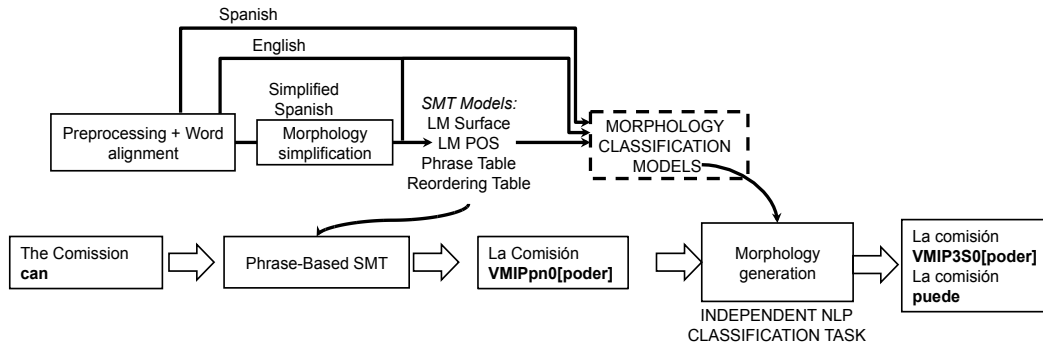 Spanish
English
Simplified
Spanish
Preprocessing + Word
alignment
Morphology
simplification
SMT Models:
LM Surface
LM POS
Phrase Table
Reordering Table
MORPHOLOGY
CLASSIFICATION
MODELS
The Comission
can
Phrase-Based SMT
La Comisión
VMIPpn0[poder]
Morphology
generation
INDEPENDENT NLP
CLASSIFICATION TASK
La comisión
VMIP3S0[poder]
La comisión
puede